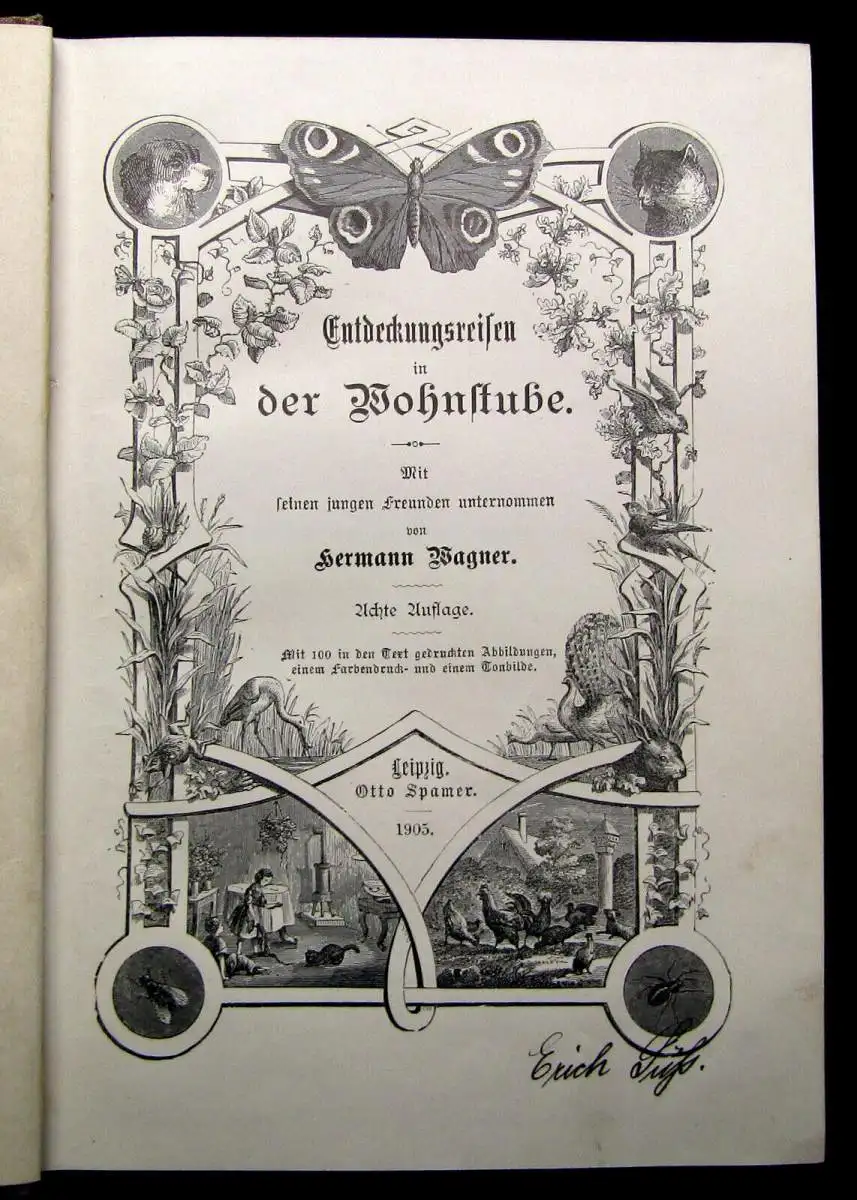 Entdeckungsreiſen
in
der Wohnſtube.
Mit
ſeinen jungen Freunden unternommen
von
Hermann Wagner.
Achte Auflage.
Mit 100 in den Text gedruckten Abbildungen,
einem Farbendruck- und einem Tonbilde.
Leipzig.
Otto Spamer.
1905.
Erich Süß.